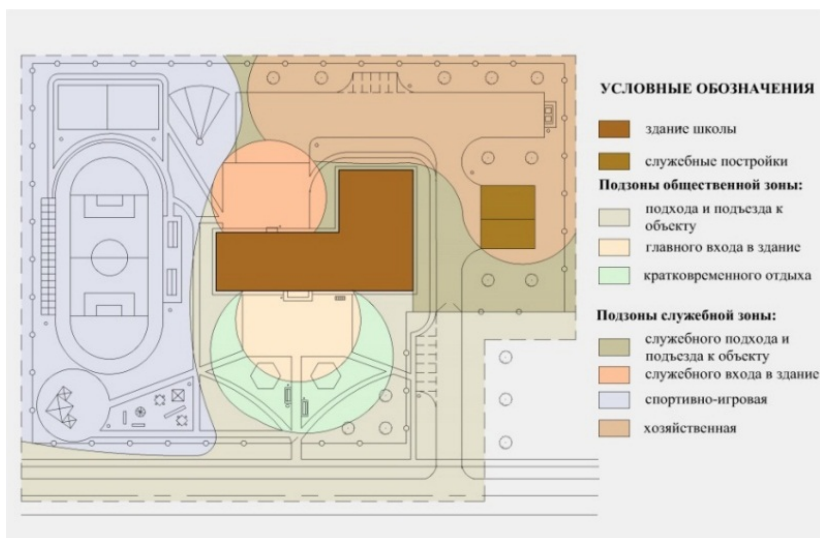 УСЛОВНЫЕ ОБОЗНАЧЕНИЯ
здание школы
служебные постройки
Подзоны общественной зоны:
подхода и подъезда к
объекту
главного входа в здание
кратковременного отдыха
Подзоны служебной зоны:
служебного подхода и
подъезда к объекту
служебного входа в здание
спортивно-игровая
хозяйственная